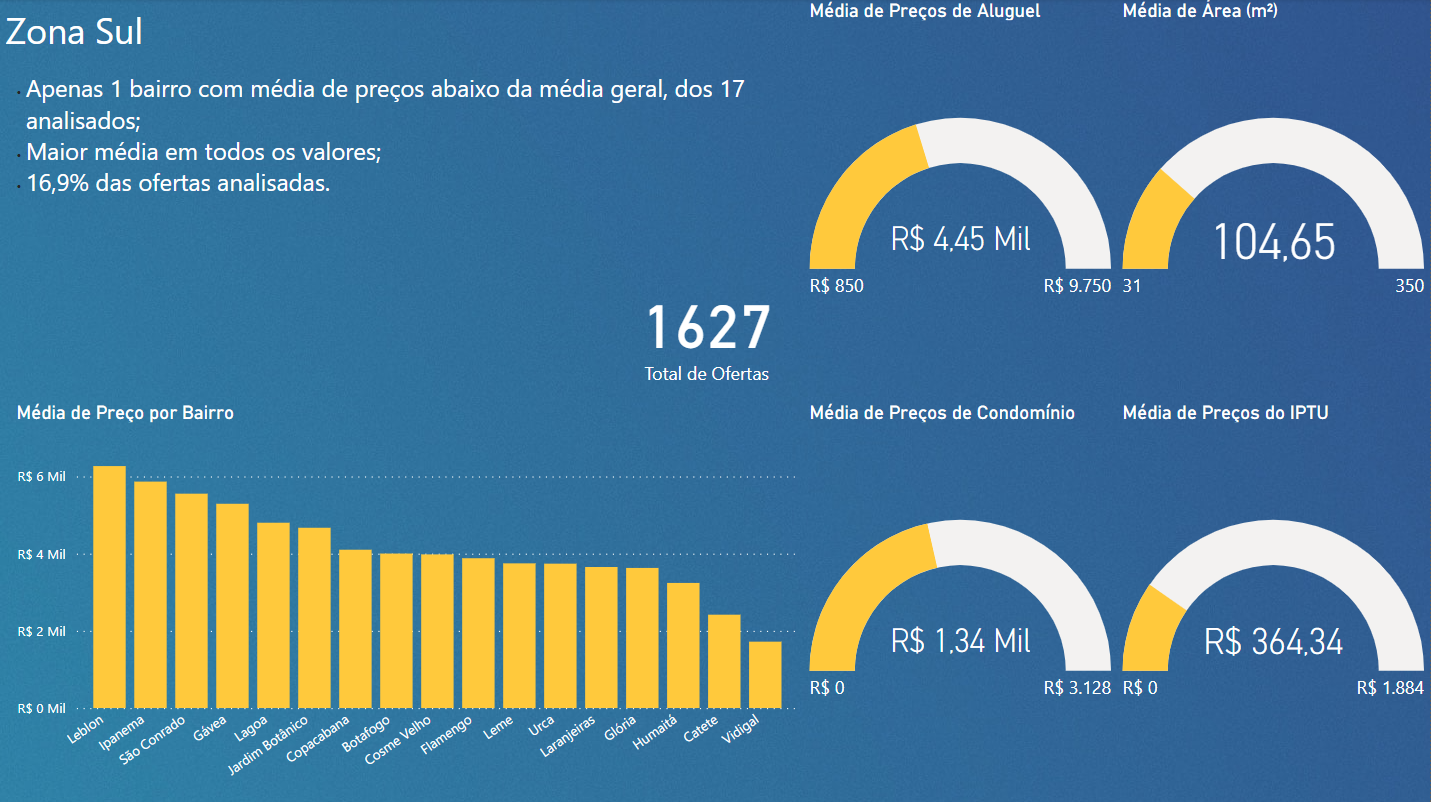 Zona Sul
Apenas 1 bairro com média de preços abaixo da média geral, dos 17
analisados;
Maior média em todos os valores;
16,9% das ofertas analisadas.
1627
Total de Ofertas
Média de Preços de Aluguel
R$ 4,45 Mil
R$ 850
R$ 9.750
Média de Área (m²)
104,65
31
350
Média de Preço por Bairro
R$ 6 Mil
R$ 4 Mil
R$ 2 Mil
R$ 0 Mil
Leblon
Ipanema
São Conrado
Gávea
Lagoa
Jardim Botânico
Copacabana
Botafogo
Cosme Velho
Flamengo
Leme
Urca
Laranjeiras
Glória
Humaitá
Catete
Vidigal
Média de Preços de Condomínio
R$ 1,34 Mil
R$ 0
R$ 3.128
Média de Preços do IPTU
R$ 364,34
R$ 0
R$ 1.884